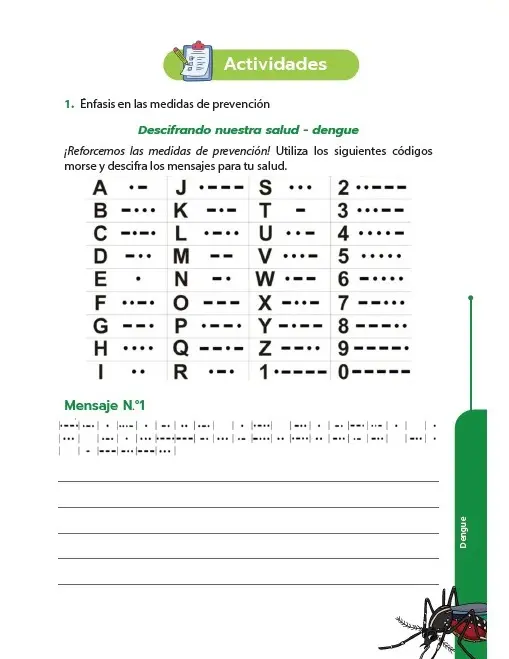 Actividades
1. Énfasis en las medidas de prevención
Descifrando nuestra salud - dengue
¡Reforcemos las medidas de prevención! Utiliza los siguientes códigos
morse y descifra los mensajes para tu salud.
A •– J •––– S ••• 2 ••–––
B –••• K –•– T – 3 •••––
C –•–• L •–•• U ••– 4 ••••–
D –•• M –– V •••– 5 •••••
E • N –• W •–– 6 –••••
F ••–• O ––– X –••– 7 ––•••
G ––• P •––• Y –•–– 8 –––••
H •••• Q ––•– Z ––•• 9 ––––•
I •• R •–• 1 •–––– 0 –––––
Mensaje N.°1
Dengue